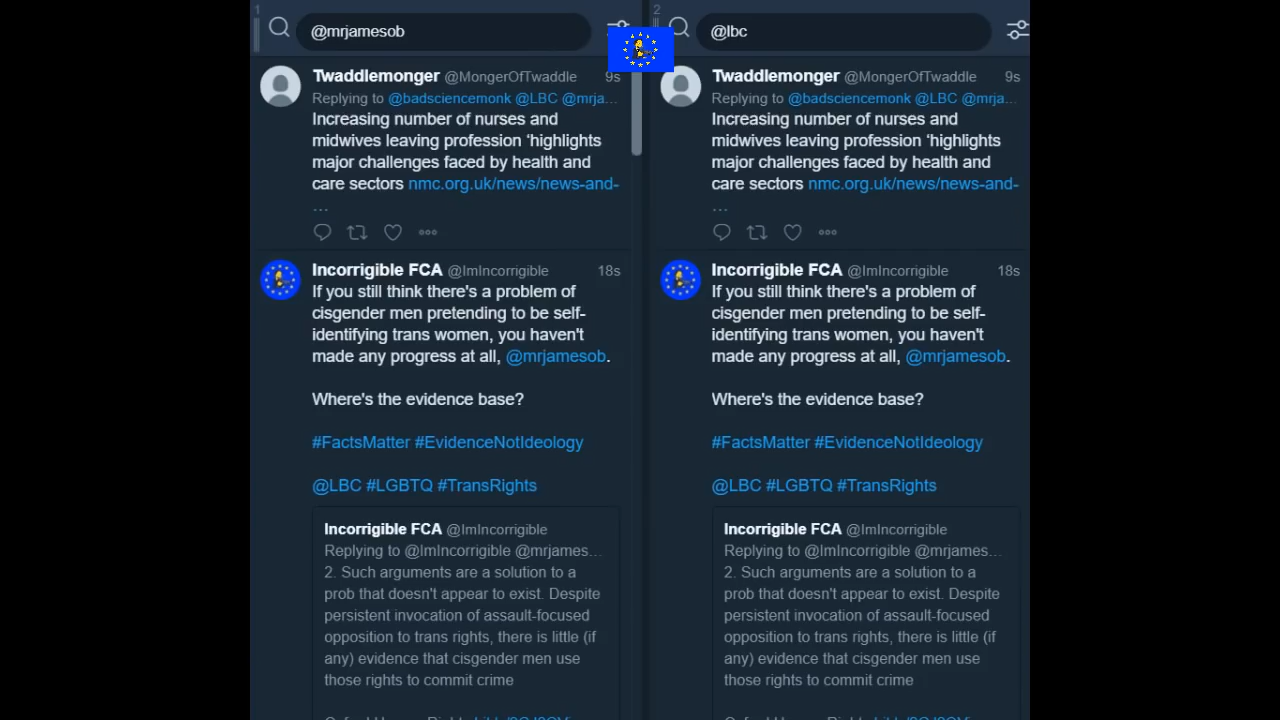 1
@mrjamesob
Twaddlemonger @MongerOfTwaddle 9s
Replying to @badsciencemonk @LBC @mrja...
Increasing number of nurses and
midwives leaving profession ‘highlights
major challenges faced by health and
care sectors nmc.org.uk/news/news-and-
...
Incorrigible FCA @ImIncorrigible 18s
If you still think there's a problem of
cisgender men pretending to be self-
identifying trans women, you haven't
made any progress at all, @mrjamesob.
Where's the evidence base?
#FactsMatter #EvidenceNotIdeology
@LBC #LGBTQ #TransRights
Incorrigible FCA @ImIncorrigible
Replying to @ImIncorrigible @mrjames...
2. Such arguments are a solution to a
prob that doesn't appear to exist. Despite
persistent invocation of assault-focused
opposition to trans rights, there is little (if
any) evidence that cisgender men use
those rights to commit crime
2
@lbc
Twaddlemonger @MongerOfTwaddle 9s
Replying to @badsciencemonk @LBC @mrja...
Increasing number of nurses and
midwives leaving profession ‘highlights
major challenges faced by health and
care sectors nmc.org.uk/news/news-and-
...
Incorrigible FCA @ImIncorrigible 18s
If you still think there's a problem of
cisgender men pretending to be self-
identifying trans women, you haven't
made any progress at all, @mrjamesob.
Where's the evidence base?
#FactsMatter #EvidenceNotIdeology
@LBC #LGBTQ #TransRights
Incorrigible FCA @ImIncorrigible
Replying to @ImIncorrigible @mrjames...
2. Such arguments are a solution to a
prob that doesn't appear to exist. Despite
persistent invocation of assault-focused
opposition to trans rights, there is little (if
any) evidence that cisgender men use
those rights to commit crime